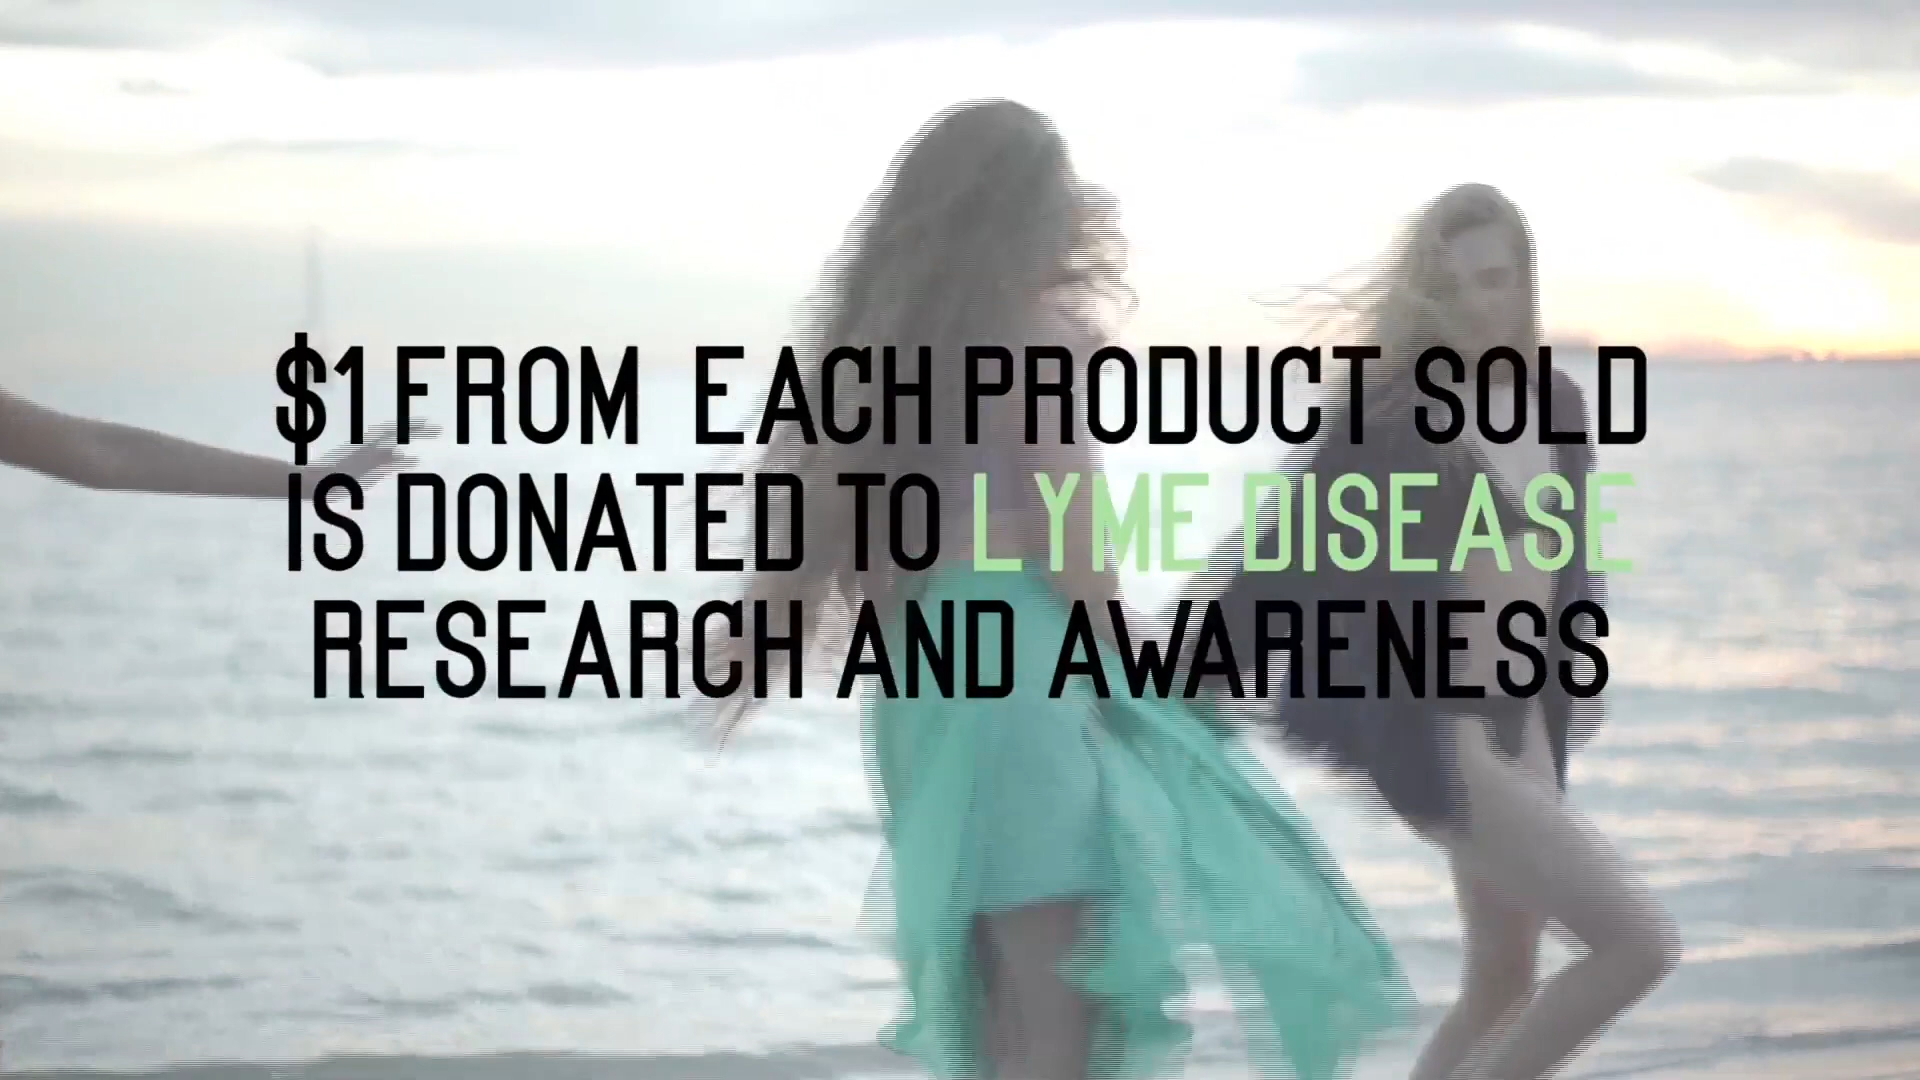 $1 FROM EACH PRODUCT SOLD
IS DONATED TO LYME DISEASE
RESEARCH AND AWARENESS